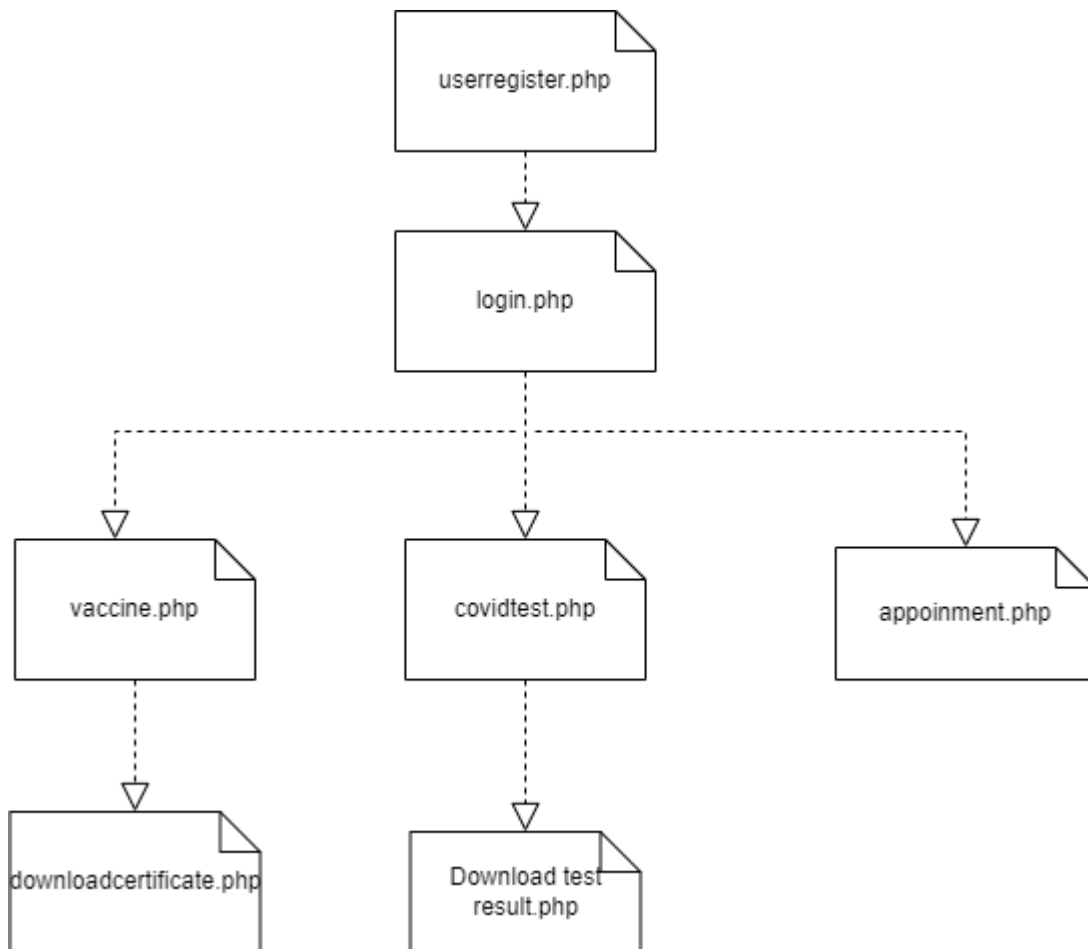 userregister.php
login.php
vaccine.php
covidtest.php
appoinment.php
downloadcertificate.php
Download test
result.php